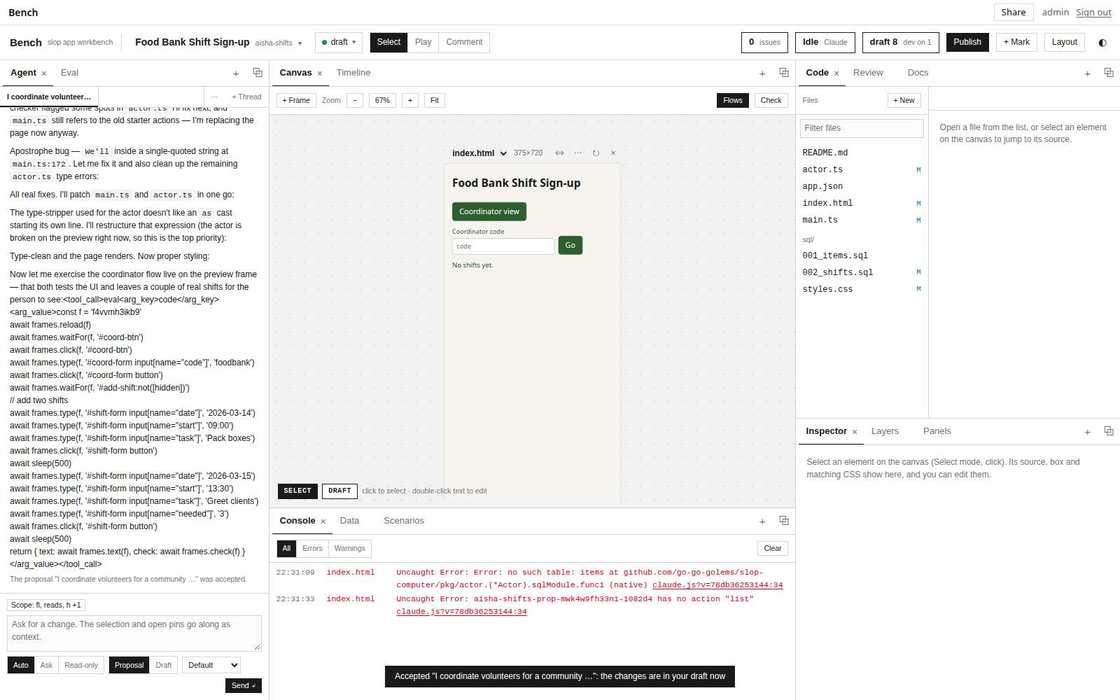 Bench
Share
admin
Sign out
Bench
slop app workbench
Food Bank Shift Sign-up
aisha-shifts
draft
Select
Play
Comment
0 issues
Idle Claude
draft 8 dev on 1
Publish
+ Mark
Layout
Agent ×
Eval
I coordinate volunteer…
+ Thread
main.ts still refers to the old starter actions — I'm replacing the
page now anyway.
Apostrophe bug — we'll inside a single-quoted string at
main.ts:172. Let me fix it and also clean up the remaining
actor.ts type errors:
All real fixes. I'll patch main.ts and actor.ts in one go:
The type-stripper used for the actor doesn't like an as cast
starting its own line. I'll restructure that expression (the actor is
broken on the preview right now, so this is the top priority):
Type-clean and the page renders. Now proper styling:
Now let me exercise the coordinator flow live on the preview frame
— that both tests the UI and leaves a couple of real shifts for the
person to see:<tool_call>eval<arg_key>code</arg_key>
<arg_value>const f = 'f4vvmh3ikb9'
await frames.reload(f)
await frames.waitFor(f, '#coord-btn')
await frames.click(f, '#coord-btn')
await frames.type(f, '#coord-form input[name="code"]', 'foodbank')
await frames.click(f, '#coord-form button')
await frames.waitFor(f, '#add-shift:not([hidden])')
// add two shifts
await frames.type(f, '#shift-form input[name="date"]', '2026-03-14')
await frames.type(f, '#shift-form input[name="start"]', '09:00')
await frames.type(f, '#shift-form input[name="task"]', 'Pack boxes')
await frames.click(f, '#shift-form button')
await sleep(500)
await frames.type(f, '#shift-form input[name="date"]', '2026-03-15')
await frames.type(f, '#shift-form input[name="start"]', '13:30')
await frames.type(f, '#shift-form input[name="task"]', 'Greet clients')
await frames.type(f, '#shift-form input[name="needed"]', '3')
await frames.click(f, '#shift-form button')
await sleep(500)
return { text: await frames.text(f), check: await frames.check(f) }
</arg_value></tool_call>
The proposal "I coordinate volunteers for a community …" was accepted.
Scope: fl, reads, h +1
Ask for a change. The selection and open pins go along as
context.
Auto
Ask
Read-only
Proposal
Draft
Default
Send
Canvas ×
Timeline
+ Frame
Zoom
−
67%
+
Fit
Flows
Check
index.html
375×720
Food Bank Shift Sign-up
Coordinator view
Coordinator code
code
Go
No shifts yet.
SELECT
DRAFT
click to select · double-click text to edit
Console ×
Data
Scenarios
All
Errors
Warnings
Clear
22:31:09 index.html Uncaught Error: Error: no such table: items at github.com/go-go-golems/slop-
computer/pkg/actor.(*Actor).sqlModule.func1 (native) claude.js?v=78db36253144:34
22:31:33 index.html Uncaught Error: aisha-shifts-prop-mwk4w9fh33n1-1082d4 has no action "list"
claude.js?v=78db36253144:34
Accepted "I coordinate volunteers for a community …": the changes are in your draft now
Code ×
Review
Docs
Files
+ New
Filter files
README.md
actor.ts M
app.json
index.html M
main.ts M
sql/
001_items.sql
002_shifts.sql M
styles.css M
Open a file from the list, or select an element
on the canvas to jump to its source.
Inspector ×
Layers
Panels
Select an element on the canvas (Select mode, click). Its source, box and
matching CSS show here, and you can edit them.